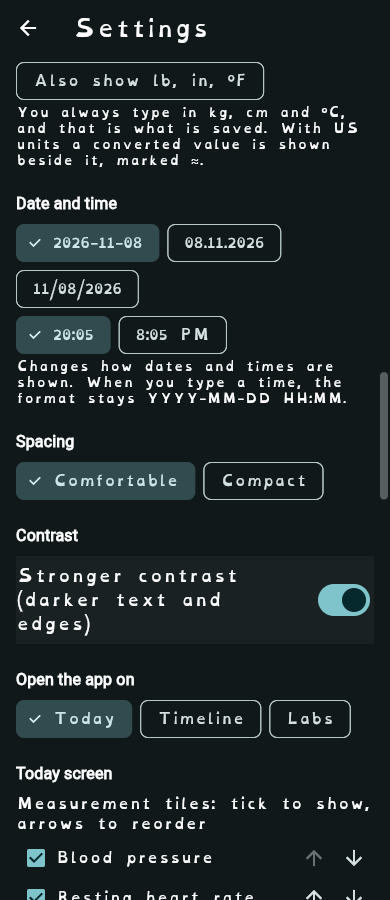 Settings
Also show lb, in, °F
You always type in kg, cm and °C,
and that is what is saved. With US
units a converted value is shown
beside it, marked ≈.
Date and time
2026-11-08
08.11.2026
11/08/2026
20:05
8:05 PM
Changes how dates and times are
shown. When you type a time, the
format stays YYYY-MM-DD HH:MM.
Spacing
Comfortable
Compact
Contrast
Stronger contrast
(darker text and
edges)
Open the app on
Today
Timeline
Labs
Today screen
Measurement tiles: tick to show,
arrows to reorder
Blood pressure
Resting heart rate